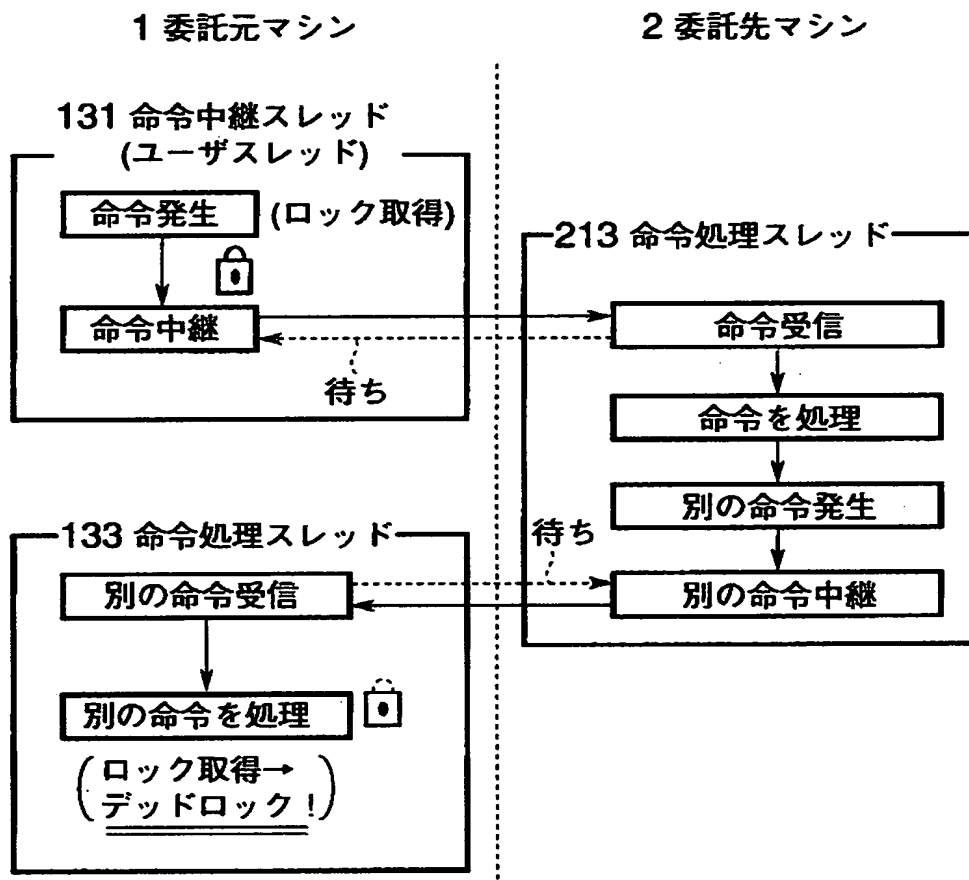 1 委託元マシン
2 委託先マシン
131 命令中継スレッド
(ユーザスレッド)
命令発生 (ロック取得)
命令中継
待ち
213 命令処理スレッド
命令受信
命令を処理
別の命令発生
別の命令中継
待ち
133 命令処理スレッド
別の命令受信
別の命令を処理
(ロック取得→
デッドロック!)